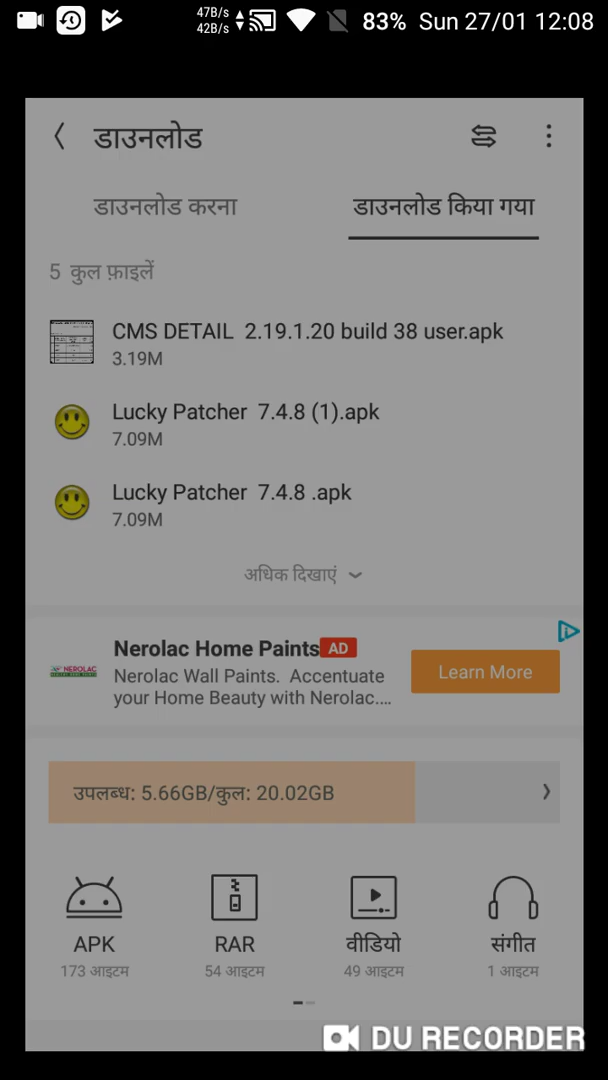 47B/s
42B/s
83% Sun 27/01 12:08
डाउनलोड
डाउनलोड करना
डाउनलोड किया गया
5 कुल फ़ाइलें
CMS DETAIL 2.19.1.20 build 38 user.apk
3.19M
Lucky Patcher 7.4.8 (1).apk
7.09M
Lucky Patcher 7.4.8 .apk
7.09M
अधिक दिखाएं
Nerolac Home Paints AD
NEROLAC
Nerolac Wall Paints. Accentuate
your Home Beauty with Nerolac....
Learn More
उपलब्ध: 5.66GB/कुल: 20.02GB
APK
RAR
वीडियो
संगीत
173 आइटम
54 आइटम
49 आइटम
1 आइटम
DU RECORDER